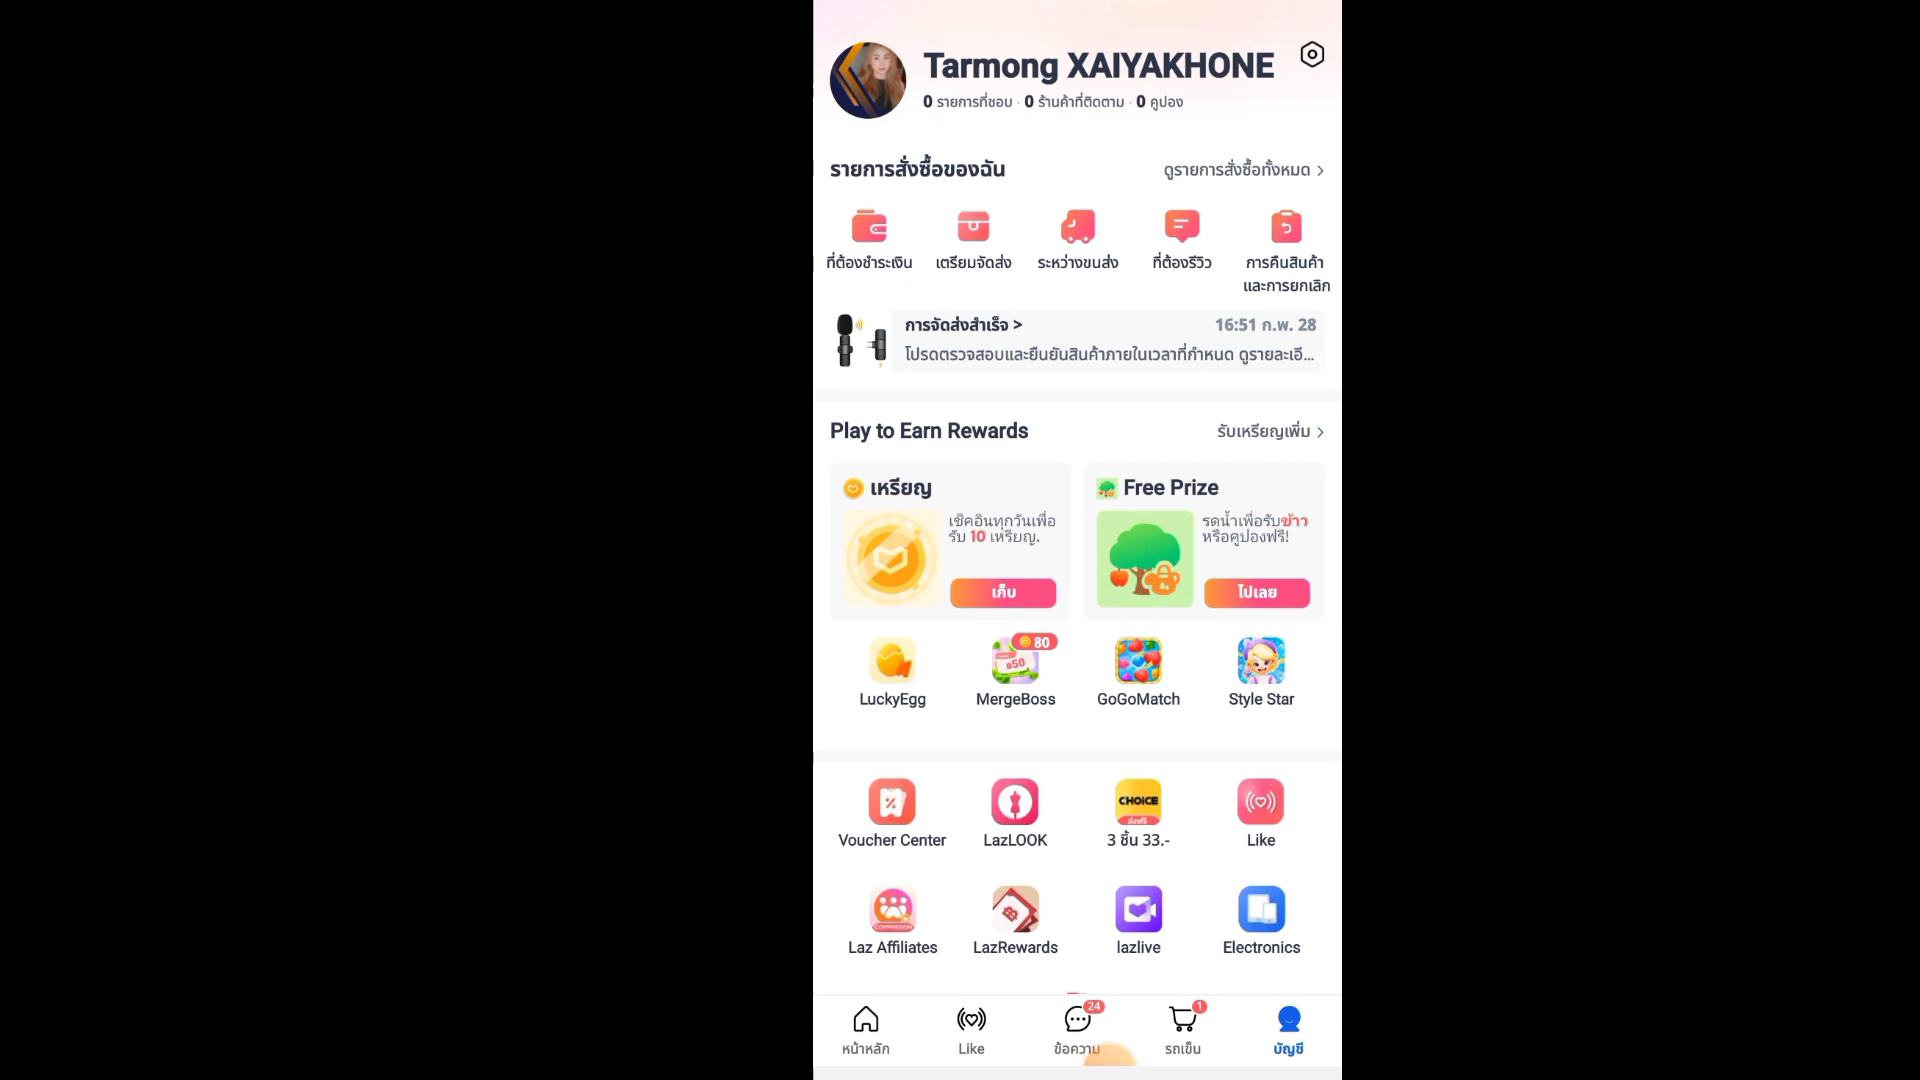 Tarmong XAIYAKHONE
0 รายการที่ชอบ · 0 ร้านค้าที่ติดตาม · 0 คูปอง
รายการสั่งซื้อของฉัน
ดูรายการสั่งซื้อทั้งหมด >
ที่ต้องชำระเงิน
เตรียมจัดส่ง
ระหว่างขนส่ง
ที่ต้องรีวิว
การคืนสินค้า
และการยกเลิก
การจัดส่งสำเร็จ >
16:51 ก.พ. 28
โปรดตรวจสอบและยืนยันสินค้าภายในเวลาที่กำหนด ดูรายละเอี...
Play to Earn Rewards
รับเหรียญเพิ่ม >
เหรียญ
เช็คอินทุกวันเพื่อ
รับ 10 เหรียญ.
เก็บ
Free Prize
รดน้ำเพื่อรับข้าว
หรือคูปองฟรี!
ไปเลย
80
฿50
LuckyEgg
MergeBoss
GoGoMatch
Style Star
CHOICE
ส่งฟรี
Voucher Center
LazLOOK
3 ชิ้น 33.-
Like
COMMISSION
฿
Laz Affiliates
LazRewards
lazlive
Electronics
24
1
หน้าหลัก
Like
ข้อความ
รถเข็น
บัญชี